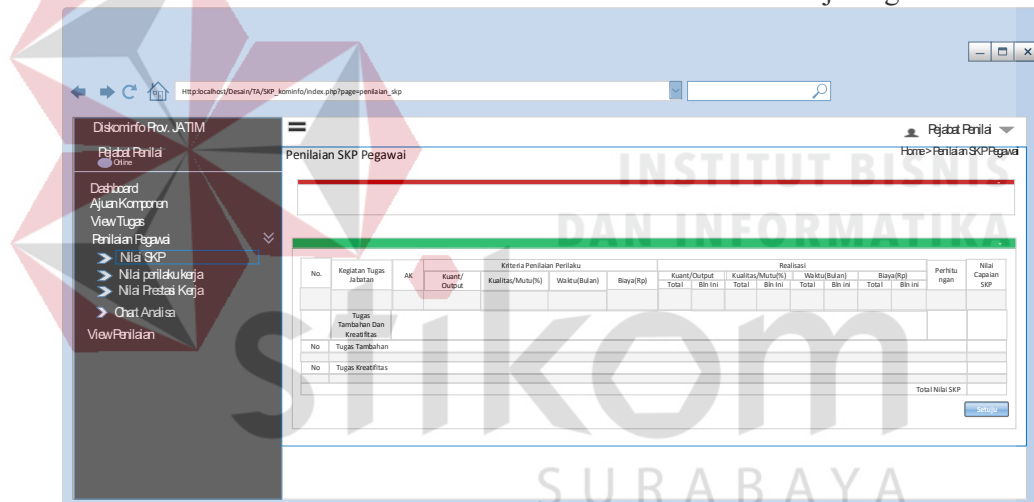 Http:localhost/Desain/TA/SKP_kominfo/index.php?page=penilaian_skp
Diskominfo Prov. JATIM
Pejabat Penilai
Pejabat Penilai
Online
Home > Penilaian SKP Pegawai
Penilaian SKP Pegawai
Dashboard
Ajuan Komponen
View Tugas
Penilaian Pegawai
Nilai SKP
Nilai perilaku kerja
Nilai Prestasi Kerja
Chart Analisa
View Penilaian
No.
Kegiatan Tugas
Jabatan
AK
Kriteria Penilaian Perilaku
Kuant/
Output
Kualitas/Mutu(%)
Waktu(Bulan)
Biaya(Rp)
Realisasi
Kuant/Output
Kualitas/Mutu(%)
Waktu(Bulan)
Biaya(Rp)
Total
Bln Ini
Total
Bln ini
Total
Bln ini
Total
Bln ini
Perhitu
ngan
Nilai
Capaian
SKP
Tugas
Tambahan Dan
Kreatifitas
No
Tugas Tambahan
No
Tugas Kreatifitas
Total Nilai SKP
Setuju
INSTITUT BISNIS
DAN INFORMATIKA
stikom
SURABAYA